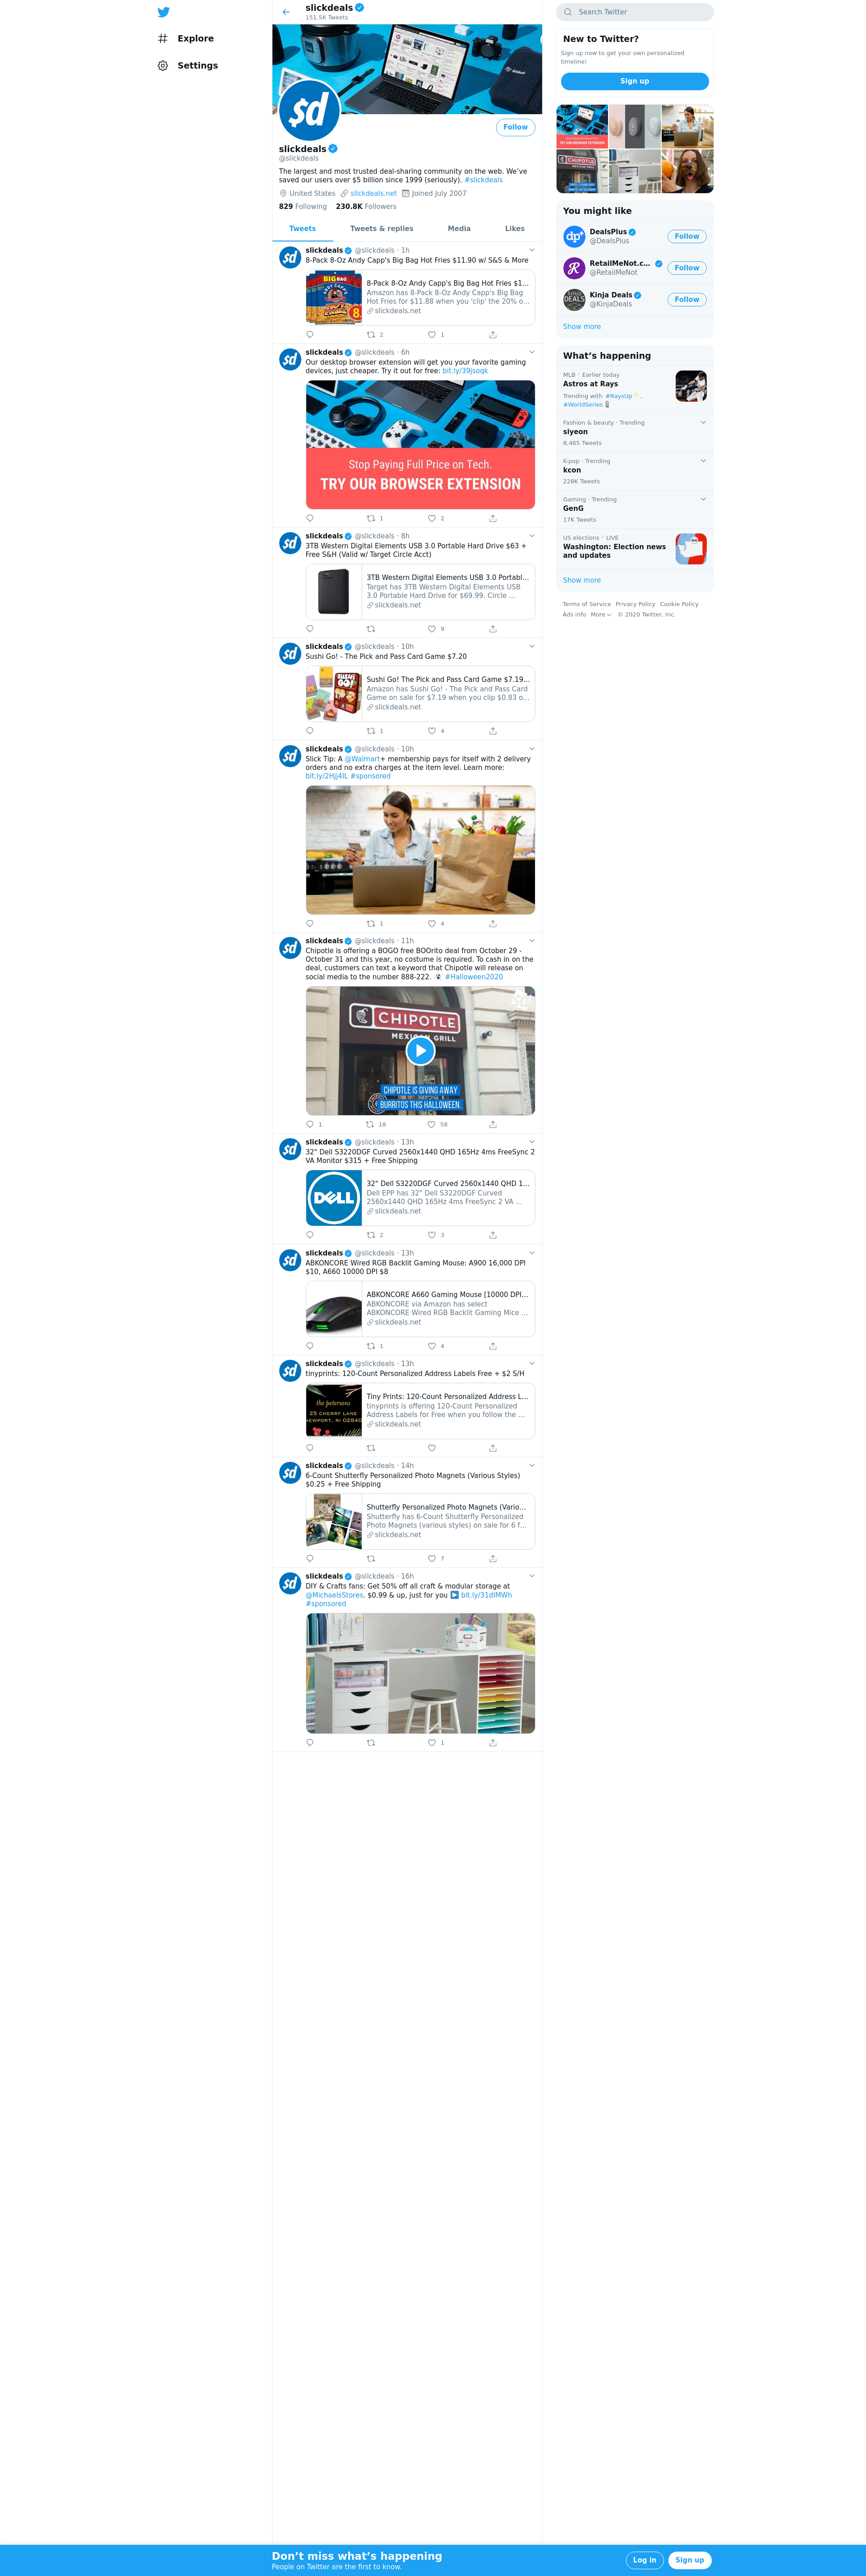 slickdeals
151.5K Tweets
Explore
Settings
$d
Follow
slickdeals
@slickdeals
The largest and most trusted deal-sharing community on the web. We've
saved our users over $5 billion since 1999 (seriously). #slickdeals
United States slickdeals.net Joined July 2007
829 Following 230.8K Followers
Tweets Tweets & replies Media Likes
slickdeals @slickdeals · 1h
8-Pack 8-Oz Andy Capp's Big Bag Hot Fries $11.90 w/ S&S & More
BIG BAG
8
8-Pack 8-Oz Andy Capp's Big Bag Hot Fries $1...
Amazon has 8-Pack 8-Oz Andy Capp's Big Bag
Hot Fries for $11.88 when you 'clip' the 20% o...
slickdeals.net
2 1
slickdeals @slickdeals · 6h
Our desktop browser extension will get you your favorite gaming
devices, just cheaper. Try it out for free: bit.ly/39jsoqk
Stop Paying Full Price on Tech.
TRY OUR BROWSER EXTENSION
1 2
slickdeals @slickdeals · 8h
3TB Western Digital Elements USB 3.0 Portable Hard Drive $63 +
Free S&H (Valid w/ Target Circle Acct)
3TB Western Digital Elements USB 3.0 Portabl...
Target has 3TB Western Digital Elements USB
3.0 Portable Hard Drive for $69.99. Circle ...
slickdeals.net
9
slickdeals @slickdeals · 10h
Sushi Go! - The Pick and Pass Card Game $7.20
Sushi Go! The Pick and Pass Card Game $7.19...
Amazon has Sushi Go! - The Pick and Pass Card
Game on sale for $7.19 when you clip $0.83 o...
slickdeals.net
1 4
slickdeals @slickdeals · 10h
Slick Tip: A @Walmart+ membership pays for itself with 2 delivery
orders and no extra charges at the item level. Learn more:
bit.ly/2HJj4IL #sponsored
1 4
slickdeals @slickdeals · 11h
Chipotle is offering a BOGO free BOOrito deal from October 29 -
October 31 and this year, no costume is required. To cash in on the
deal, customers can text a keyword that Chipotle will release on
social media to the number 888-222. #Halloween2020
CHIPOTLE
MEXICAN GRILL
CHIPOTLE IS GIVING AWAY
BURRITOS THIS HALLOWEEN.
1 18 58
slickdeals @slickdeals · 13h
32" Dell S3220DGF Curved 2560x1440 QHD 165Hz 4ms FreeSync 2
VA Monitor $315 + Free Shipping
DELL
32" Dell S3220DGF Curved 2560x1440 QHD 1...
Dell EPP has 32" Dell S3220DGF Curved
2560x1440 QHD 165Hz 4ms FreeSync 2 VA ...
slickdeals.net
2 3
slickdeals @slickdeals · 13h
ABKONCORE Wired RGB Backlit Gaming Mouse: A900 16,000 DPI
$10, A660 10000 DPI $8
ABKONCORE A660 Gaming Mouse [10000 DPI...
ABKONCORE via Amazon has select
ABKONCORE Wired RGB Backlit Gaming Mice ...
slickdeals.net
1 4
slickdeals @slickdeals · 13h
tinyprints: 120-Count Personalized Address Labels Free + $2 S/H
the petersons
25 CHERRY LANE
NEWPORT, RI 02840
Tiny Prints: 120-Count Personalized Address L...
tinyprints is offering 120-Count Personalized
Address Labels for Free when you follow the ...
slickdeals.net
slickdeals @slickdeals · 14h
6-Count Shutterfly Personalized Photo Magnets (Various Styles)
$0.25 + Free Shipping
Shutterfly Personalized Photo Magnets (Vario...
Shutterfly has 6-Count Shutterfly Personalized
Photo Magnets (various styles) on sale for 6 f...
slickdeals.net
7
slickdeals @slickdeals · 16h
DIY & Crafts fans: Get 50% off all craft & modular storage at
@MichaelsStores. $0.99 & up, just for you bit.ly/31dIMWh
#sponsored
1
Search Twitter
New to Twitter?
Sign up now to get your own personalized
timeline!
Sign up
TRY OUR BROWSER EXTENSION
CHIPOTLE
You might like
DealsPlus
@DealsPlus
Follow
RetailMeNot.c...
@RetailMeNot
Follow
Kinja Deals
@KinjaDeals
Follow
Show more
What's happening
MLB · Earlier today
Astros at Rays
Trending with #RaysUp,
#WorldSeries
Fashion & beauty · Trending
siyeon
8,465 Tweets
K-pop · Trending
kcon
228K Tweets
Gaming · Trending
GenG
17K Tweets
US elections · LIVE
Washington: Election news
and updates
Show more
Terms of Service Privacy Policy Cookie Policy
Ads info More © 2020 Twitter, Inc.
Don't miss what's happening
People on Twitter are the first to know.
Log in Sign up